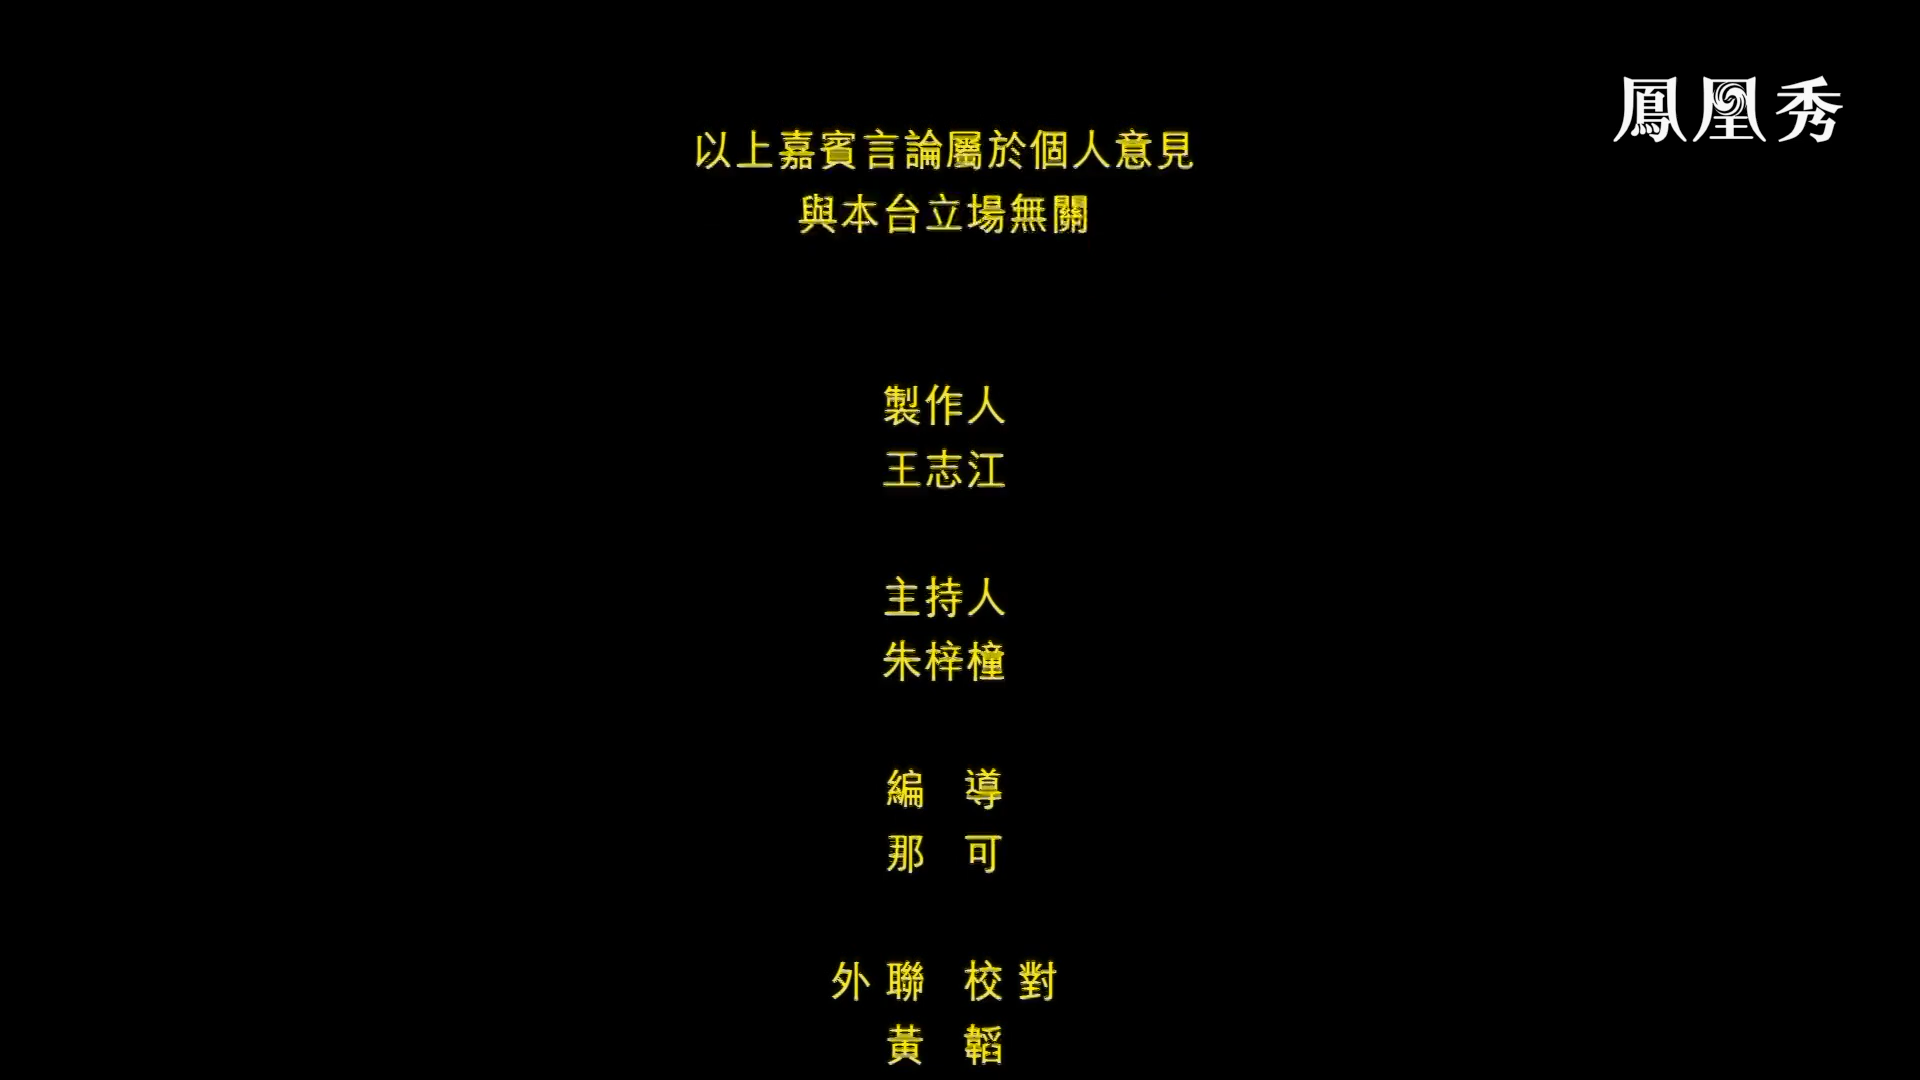 鳳凰秀
以上嘉賓言論屬於個人意見
與本台立場無關
製作人
王志江
主持人
朱梓橦
編 導
那 可
外 聯 校 對
黃 韜